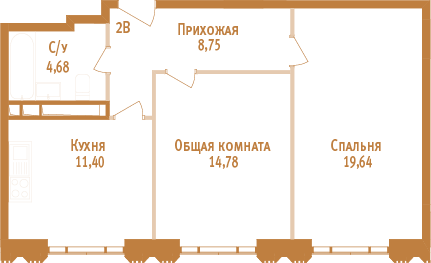 2В
Прихожая
8,75
С/у
4,68
Кухня
11,40
Общая комната
14,78
Спальня
19,64